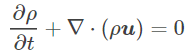 ∂ρ/∂t + ∇ · (ρ𝒖) = 0